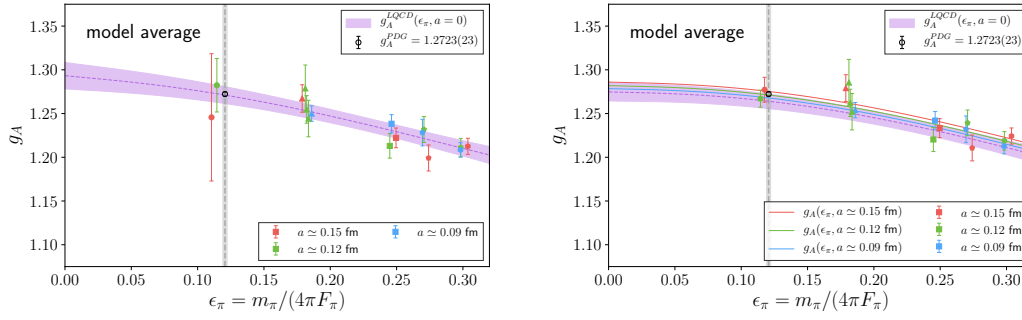 model average
g_A^{LQCD}(ϵ_π, a = 0)
g_A^{PDG} = 1.2723(23)
1.35
1.30
1.25
1.20
1.15
1.10
g_A
a ≃ 0.15 fm
a ≃ 0.12 fm
a ≃ 0.09 fm
0.00 0.05 0.10 0.15 0.20 0.25 0.30
ϵ_π = m_π/(4πF_π)
model average
g_A^{LQCD}(ϵ_π, a = 0)
g_A^{PDG} = 1.2723(23)
1.35
1.30
1.25
1.20
1.15
1.10
g_A
g_A(ϵ_π, a ≃ 0.15 fm)
g_A(ϵ_π, a ≃ 0.12 fm)
g_A(ϵ_π, a ≃ 0.09 fm)
a ≃ 0.15 fm
a ≃ 0.12 fm
a ≃ 0.09 fm
0.00 0.05 0.10 0.15 0.20 0.25 0.30
ϵ_π = m_π/(4πF_π)